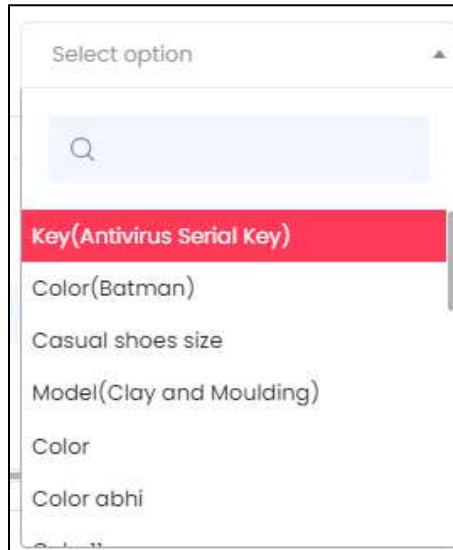 Select option
Key(Antivirus Serial Key)
Color(Batman)
Casual shoes size
Model(Clay and Moulding)
Color
Color abhi